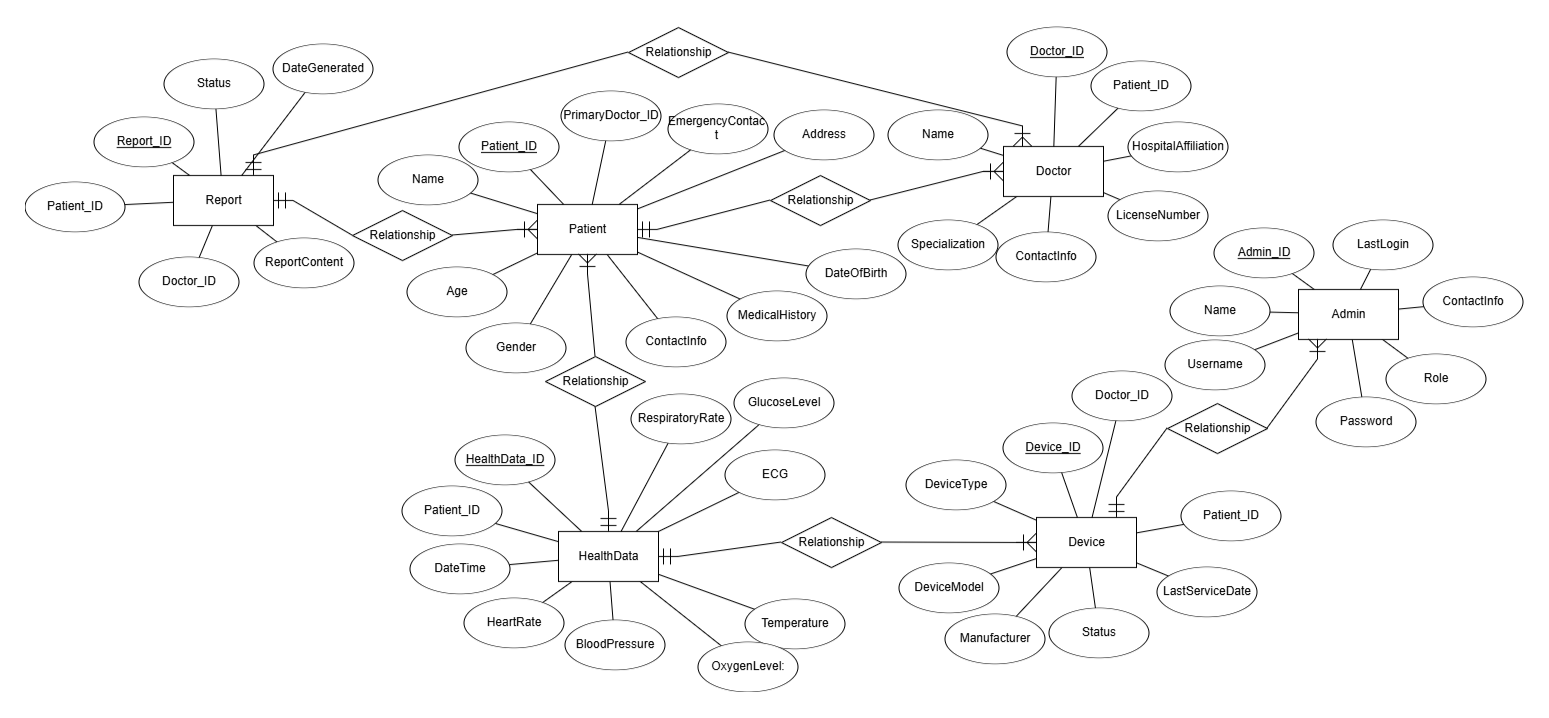 Relationship
Doctor_ID
DateGenerated
Status
Patient_ID
PrimaryDoctor_ID
EmergencyContac
t
Address
Name
Report_ID
Patient_ID
HospitalAffiliation
Doctor
Name
Report
Relationship
Patient_ID
LicenseNumber
Patient
Relationship
Specialization
ContactInfo
ReportContent
Doctor_ID
DateOfBirth
Age
MedicalHistory
Gender
ContactInfo
Admin_ID
LastLogin
ContactInfo
Name
Admin
Username
Role
Password
Relationship
Relationship
GlucoseLevel
RespiratoryRate
Doctor_ID
Device_ID
HealthData_ID
ECG
DeviceType
Patient_ID
Patient_ID
HealthData
Relationship
Device
DateTime
DeviceModel
LastServiceDate
HeartRate
BloodPressure
Temperature
Manufacturer
Status
OxygenLevel: